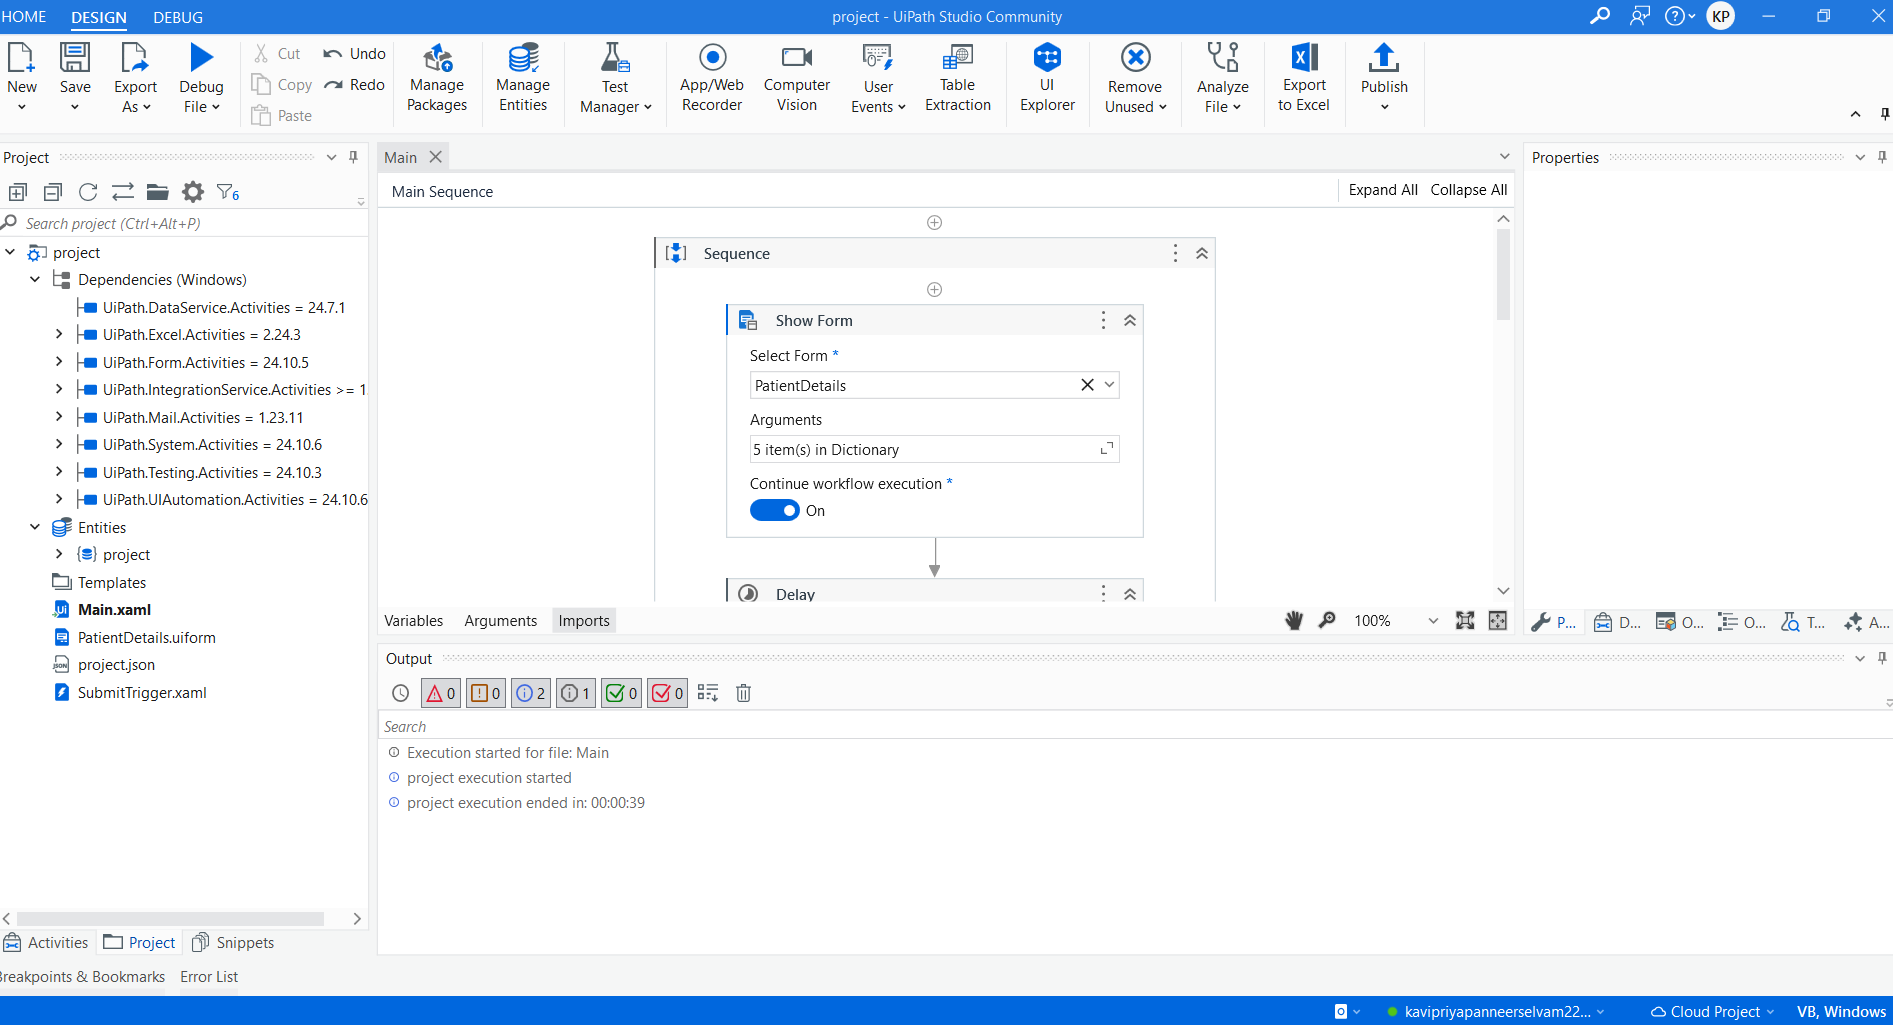 HOME DESIGN DEBUG project - UiPath Studio Community KP
New Save Export As Debug File Cut Copy Paste Undo Redo Manage Packages Manage Entities Test Manager App/Web Recorder Computer Vision User Events Table Extraction UI Explorer Remove Unused Analyze File Export to Excel Publish
Project
6
Search project (Ctrl+Alt+P)
project
Dependencies (Windows)
UiPath.DataService.Activities = 24.7.1
UiPath.Excel.Activities = 2.24.3
UiPath.Form.Activities = 24.10.5
UiPath.IntegrationService.Activities >= 1.
UiPath.Mail.Activities = 1.23.11
UiPath.System.Activities = 24.10.6
UiPath.Testing.Activities = 24.10.3
UiPath.UIAutomation.Activities = 24.10.6
Entities
project
Templates
Main.xaml
PatientDetails.uiform
project.json
SubmitTrigger.xaml
Activities Project Snippets
Breakpoints & Bookmarks Error List
Main
Main Sequence Expand All Collapse All
Sequence
Show Form
Select Form *
PatientDetails
Arguments
5 item(s) in Dictionary
Continue workflow execution *
On
Delay
Variables Arguments Imports 100%
Properties
P... D... O... O... T... A...
Output
0 0 2 1 0 0
Search
Execution started for file: Main
project execution started
project execution ended in: 00:00:39
kavipriyapanneerselvam22... Cloud Project VB, Windows